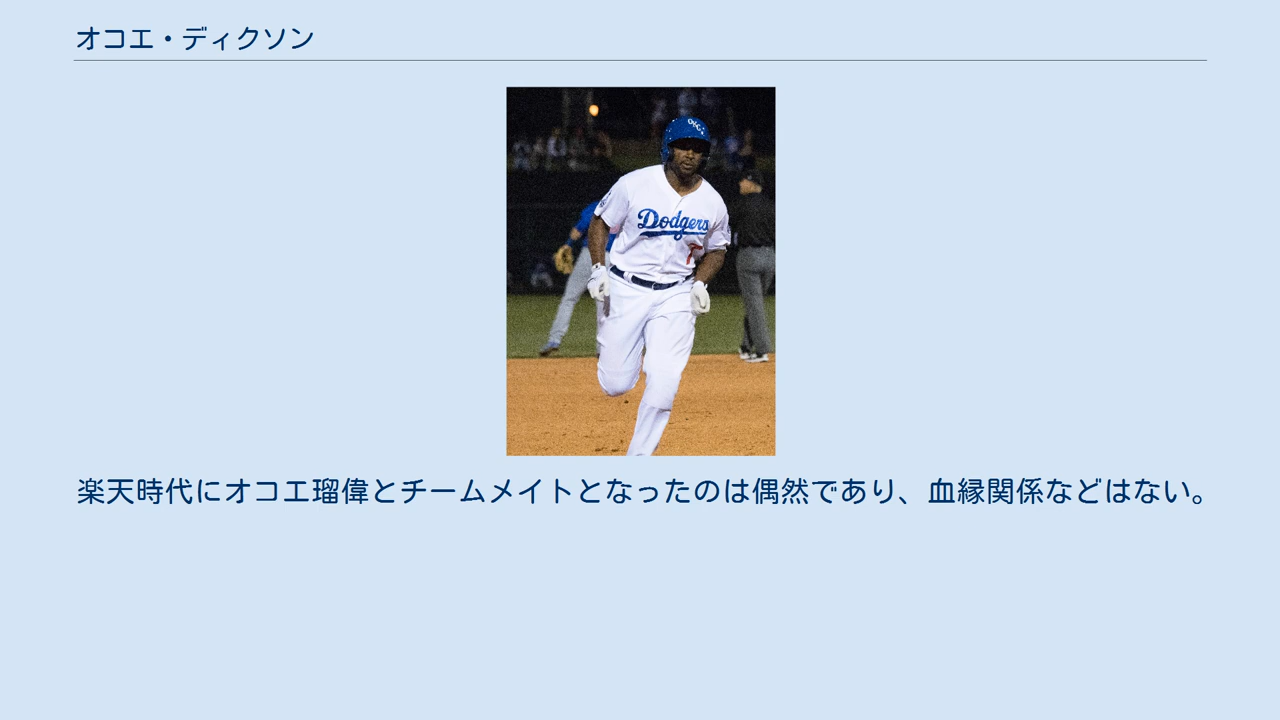 オコエ・ディクソン
OKC
Dodgers
7
楽天時代にオコエ瑠偉とチームメイトとなったのは偶然であり、血縁関係などはない。